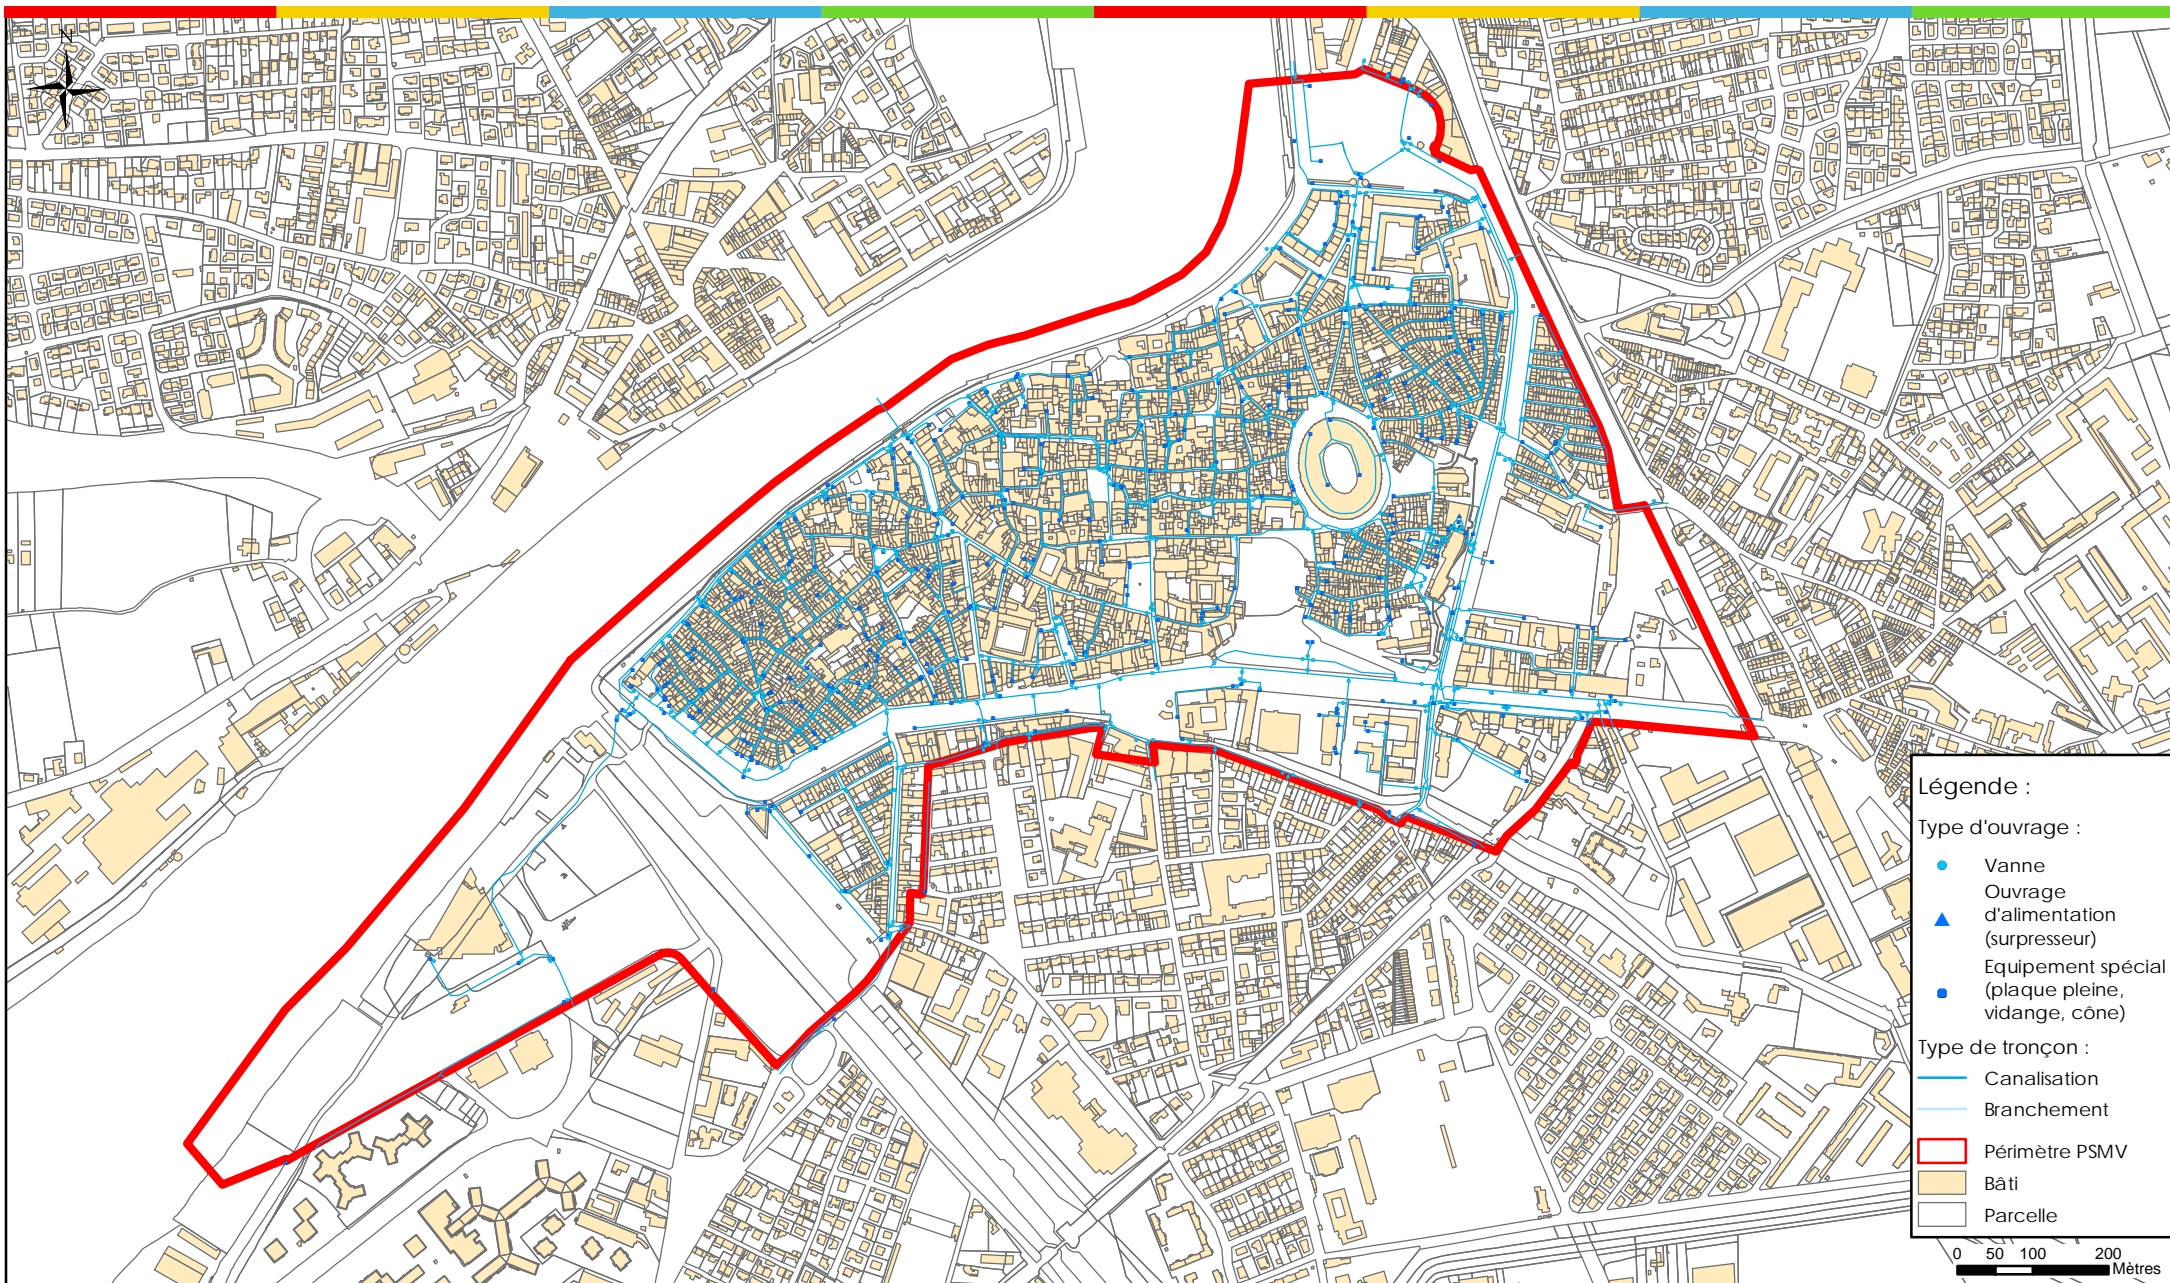 N
Légende :
Type d'ouvrage :
Vanne
Ouvrage
d'alimentation
(surpresseur)
Equipement spécial
(plaque pleine,
vidange, cône)
Type de tronçon :
Canalisation
Branchement
Périmètre PSMV
Bâti
Parcelle
0 50 100 200
Mètres